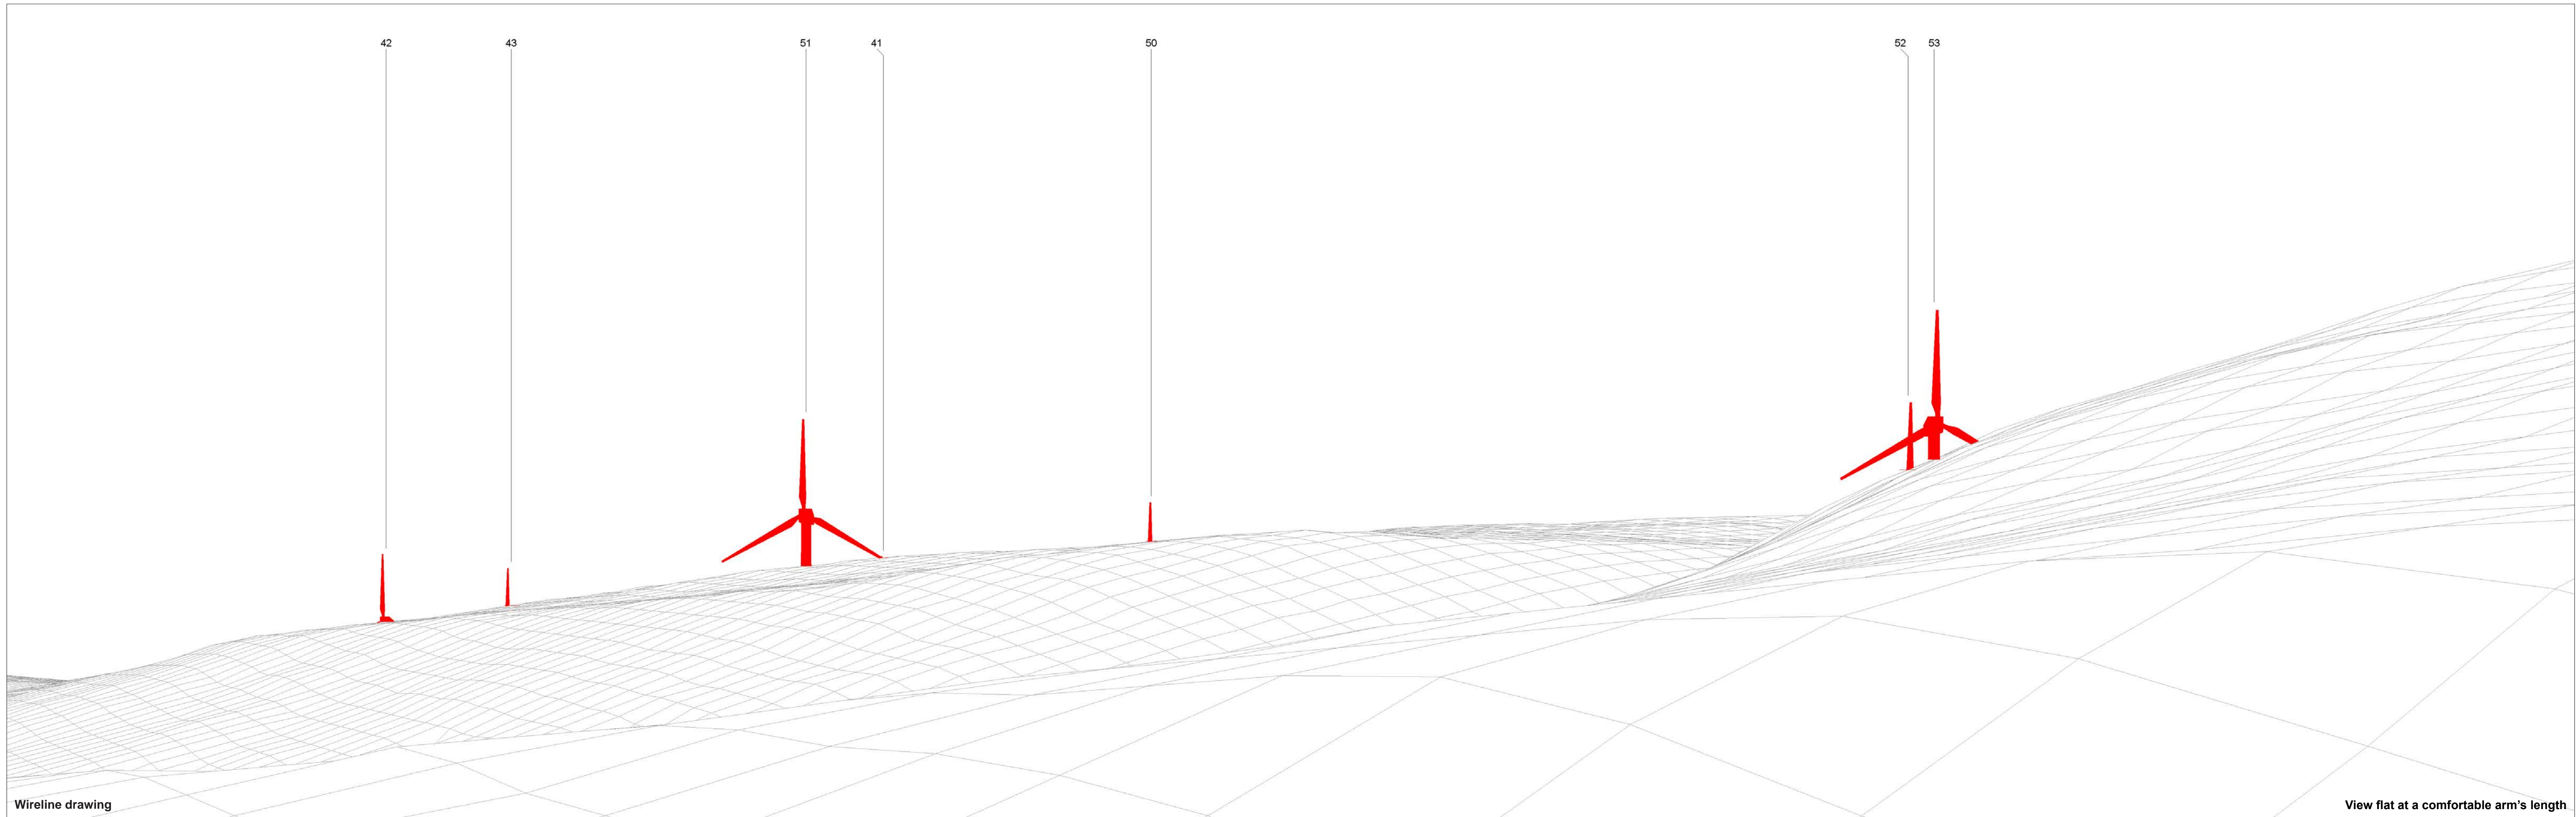 42 43 51 41 50 52 53
Wireline drawing
View flat at a comfortable arm's length